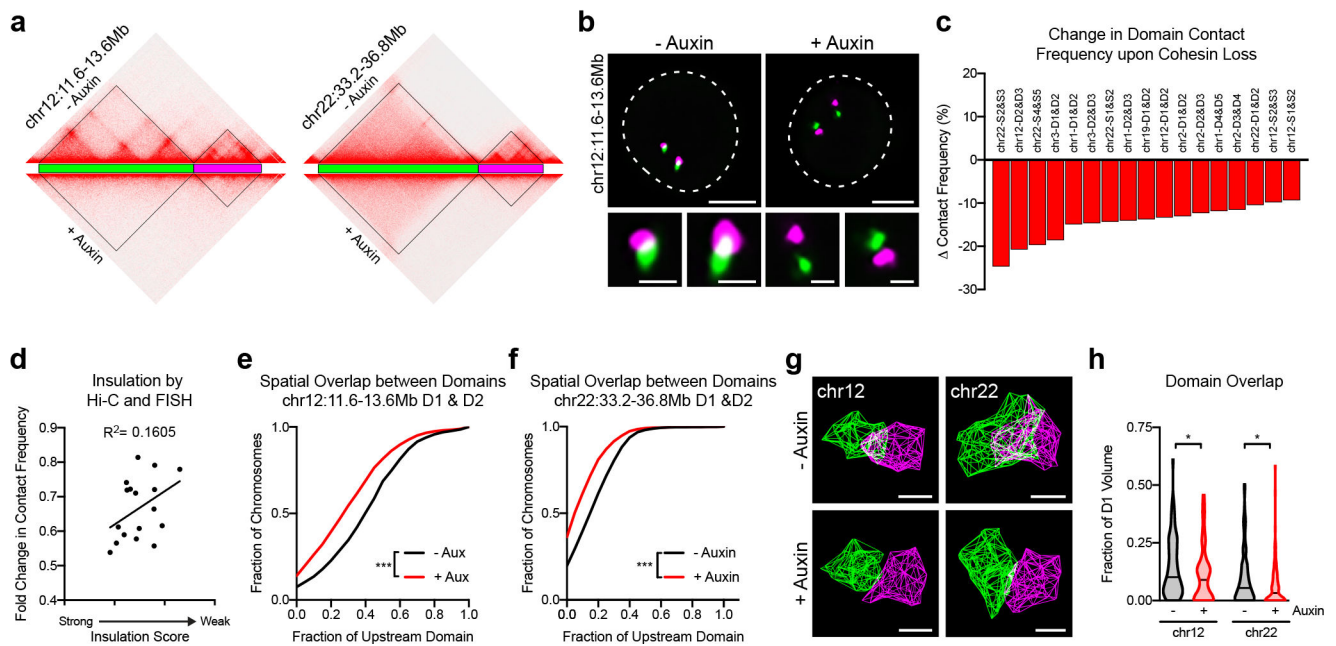 a
chr12:11.6-13.6Mb
- Auxin
+ Auxin
chr22:33.2-36.8Mb
- Auxin
+ Auxin
b
- Auxin
+ Auxin
chr12:11.6-13.6Mb
c
Change in Domain Contact
Frequency upon Cohesin Loss
Δ Contact Frequency (%)
20
10
0
-10
-20
-30
chr22-S2&S3
chr12-D2&D3
chr22-S4&S5
chr3-D1&D2
chr1-D1&D2
chr3-D2&D3
chr22-S1&S2
chr1-D2&D3
chr19-D1&D2
chr12-D1&D2
chr2-D1&D2
chr2-D2&D3
chr1-D4&D5
chr2-D3&D4
chr22-D1&D2
chr12-S2&S3
chr12-S1&S2
d
Insulation by
Hi-C and FISH
R²= 0.1605
Fold Change in Contact Frequency
0.9
0.8
0.7
0.6
0.5
0.4
Strong
Weak
Insulation Score
e
Spatial Overlap between Domains
chr12:11.6-13.6Mb D1 & D2
Fraction of Chromosomes
1.0
0.5
0.0
0.0
0.2
0.4
0.6
0.8
1.0
Fraction of Upstream Domain
***
- Aux
+ Aux
f
Spatial Overlap between Domains
chr22:33.2-36.8Mb D1 &D2
Fraction of Chromosomes
1.0
0.5
0.0
0.0
0.2
0.4
0.6
0.8
1.0
Fraction of Upstream Domain
***
- Auxin
+ Auxin
g
chr12
chr22
- Auxin
+ Auxin
h
Domain Overlap
Fraction of D1 Volume
0.75
0.50
0.25
0.00
*
*
- + - + Auxin
chr12
chr22